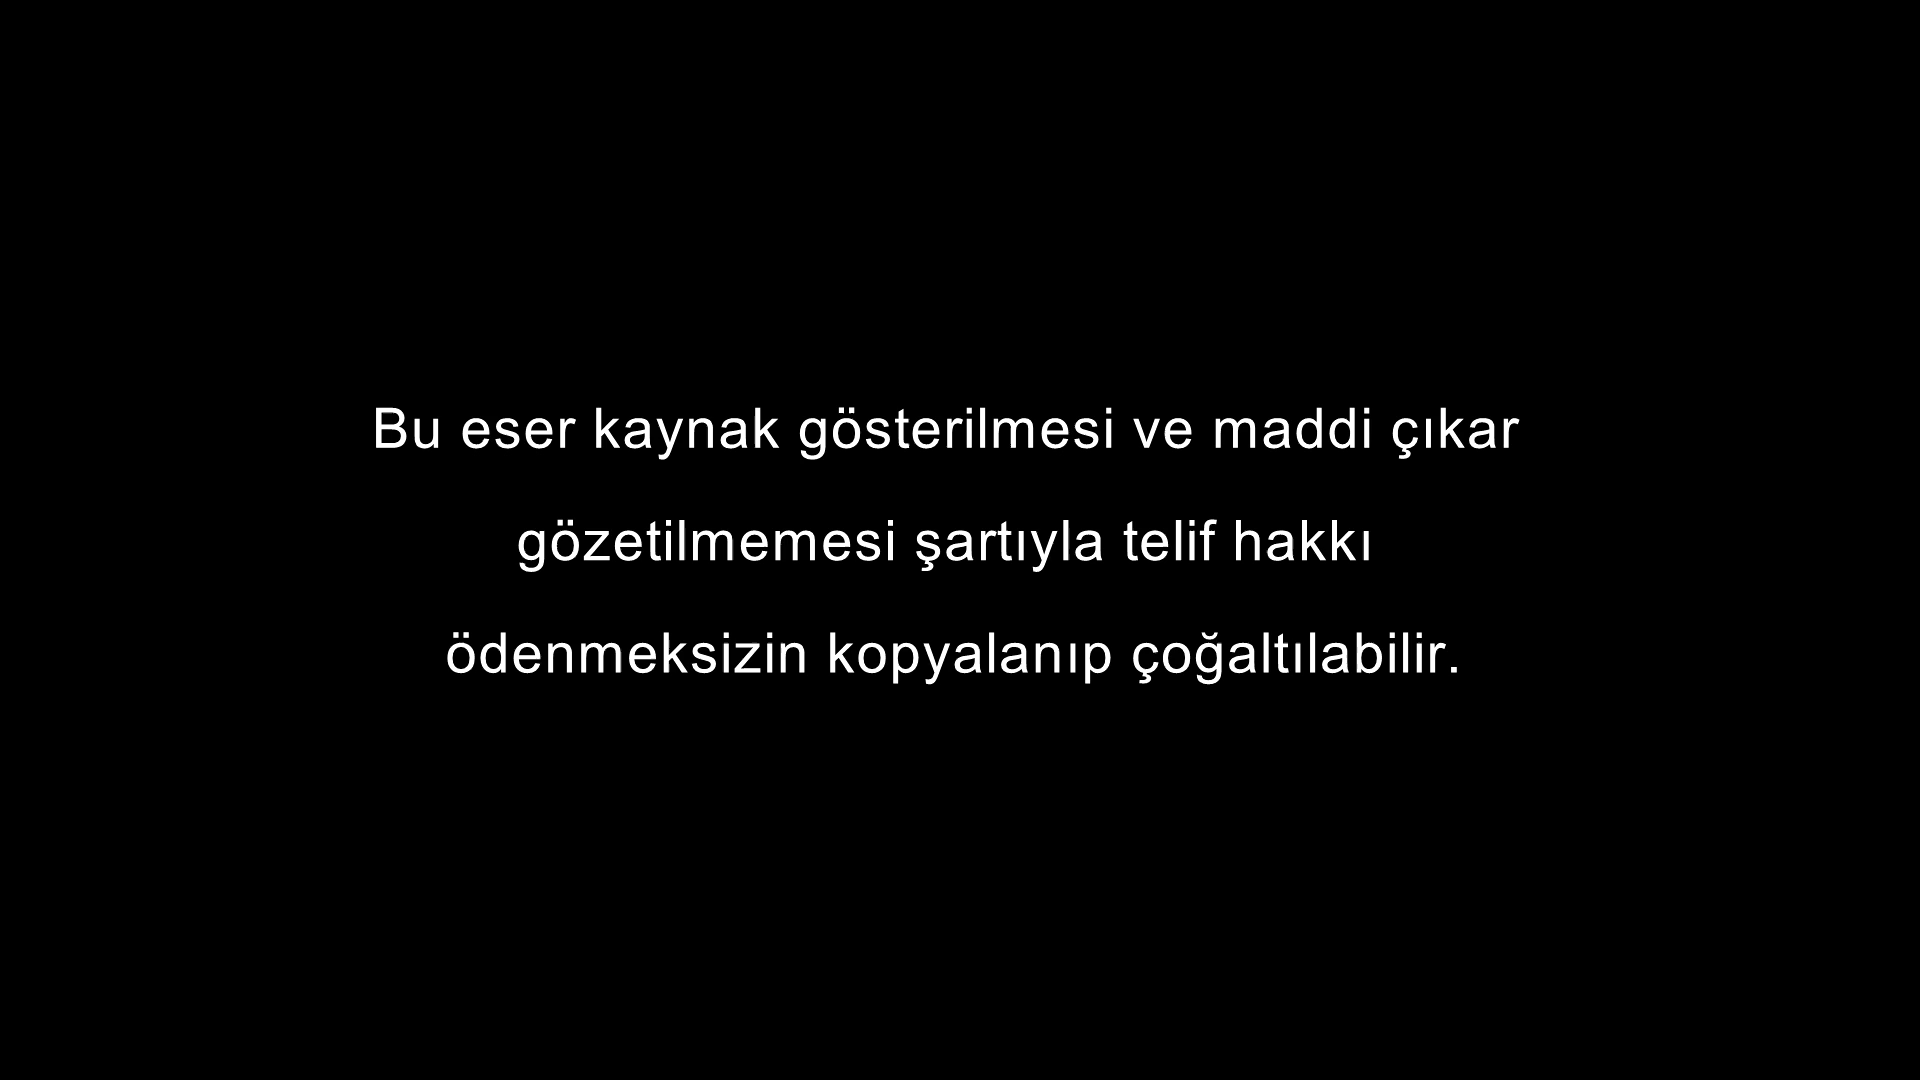 Bu eser kaynak gösterilmesi ve maddi çıkar
gözetilmemesi şartıyla telif hakkı
ödenmeksizin kopyalanıp çoğaltılabilir.